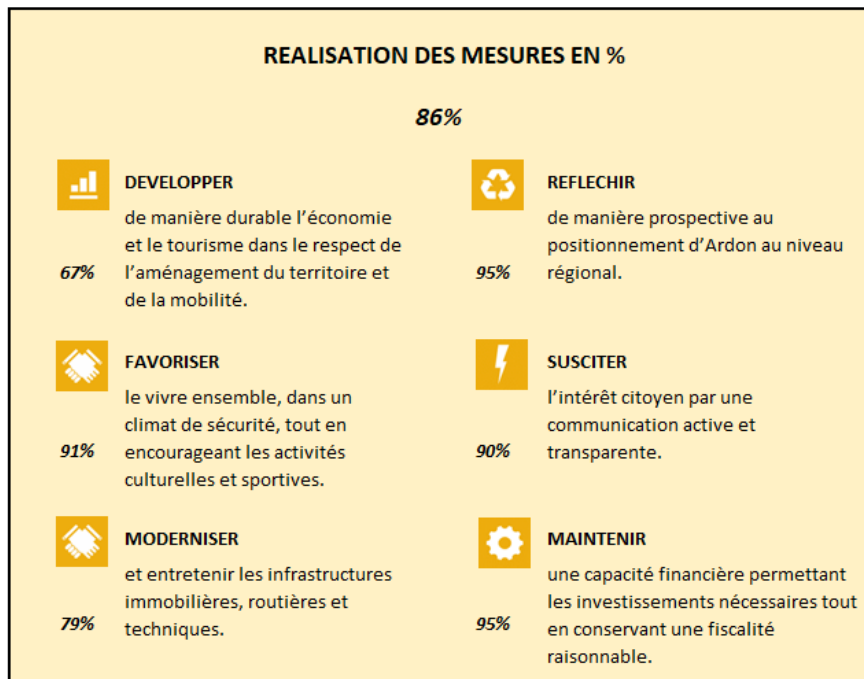 REALISATION DES MESURES EN %
86%
DEVELOPPER
de manière durable l’économie
et le tourisme dans le respect de
67%
l’aménagement du territoire et
de la mobilité.
REFLECHIR
de manière prospective au
positionnement d’Ardon au niveau
95%
régional.
FAVORISER
le vivre ensemble, dans un
climat de sécurité, tout en
91%
encourageant les activités
culturelles et sportives.
SUSCITER
l’intérêt citoyen par une
communication active et
90%
transparente.
MODERNISER
et entretenir les infrastructures
immobilières, routières et
79%
techniques.
MAINTENIR
une capacité financière permettant
les investissements nécessaires tout
95%
en conservant une fiscalité
raisonnable.